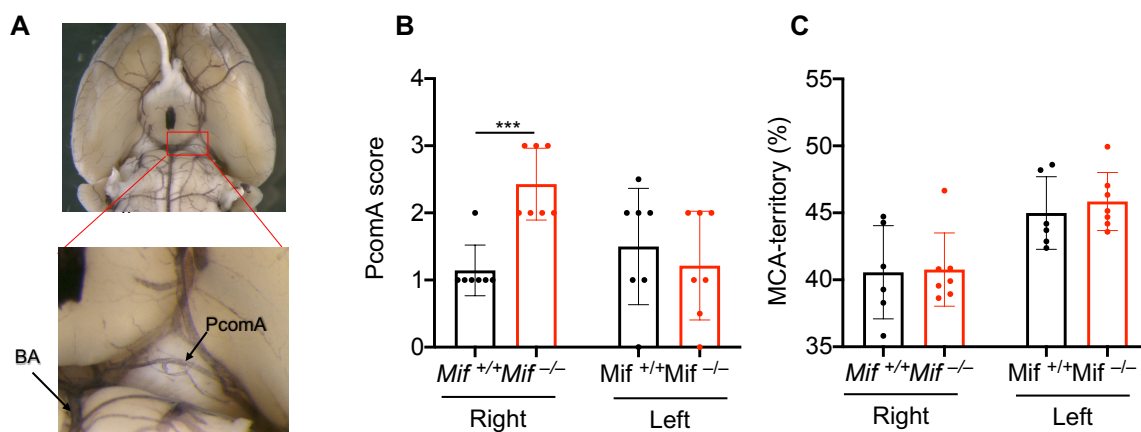 A
PcomA
BA
B
PcomA score
4
3
2
1
0
***
Mif +/+ Mif –/–
Mif +/+ Mif –/–
Right
Left
C
MCA-territory (%)
55
50
45
40
35
Mif +/+ Mif –/–
Mif +/+ Mif –/–
Right
Left